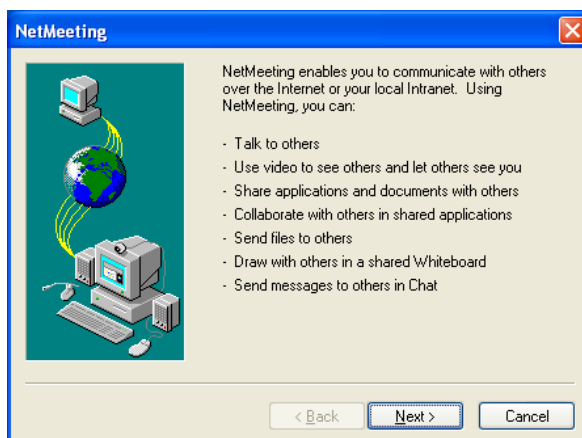 NetMeeting
NetMeeting enables you to communicate with others
over the Internet or your local Intranet. Using
NetMeeting, you can:
- Talk to others
- Use video to see others and let others see you
- Share applications and documents with others
- Collaborate with others in shared applications
- Send files to others
- Draw with others in a shared Whiteboard
- Send messages to others in Chat
< Back
Next >
Cancel